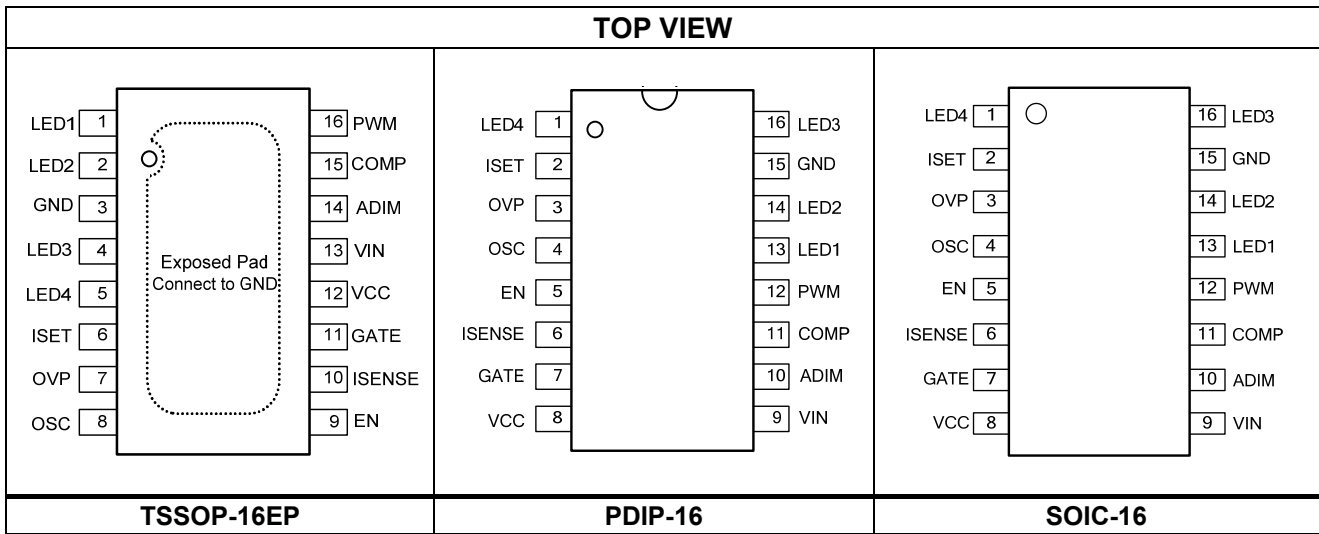 TOP VIEW
LED1 1
LED2 2
GND 3
LED3 4
LED4 5
ISET 6
OVP 7
OSC 8
Exposed Pad
Connect to GND
16 PWM
15 COMP
14 ADIM
13 VIN
12 VCC
11 GATE
10 ISENSE
9 EN
TSSOP-16EP
LED4 1
ISET 2
OVP 3
OSC 4
EN 5
ISENSE 6
GATE 7
VCC 8
16 LED3
15 GND
14 LED2
13 LED1
12 PWM
11 COMP
10 ADIM
9 VIN
PDIP-16
LED4 1
ISET 2
OVP 3
OSC 4
EN 5
ISENSE 6
GATE 7
VCC 8
16 LED3
15 GND
14 LED2
13 LED1
12 PWM
11 COMP
10 ADIM
9 VIN
SOIC-16